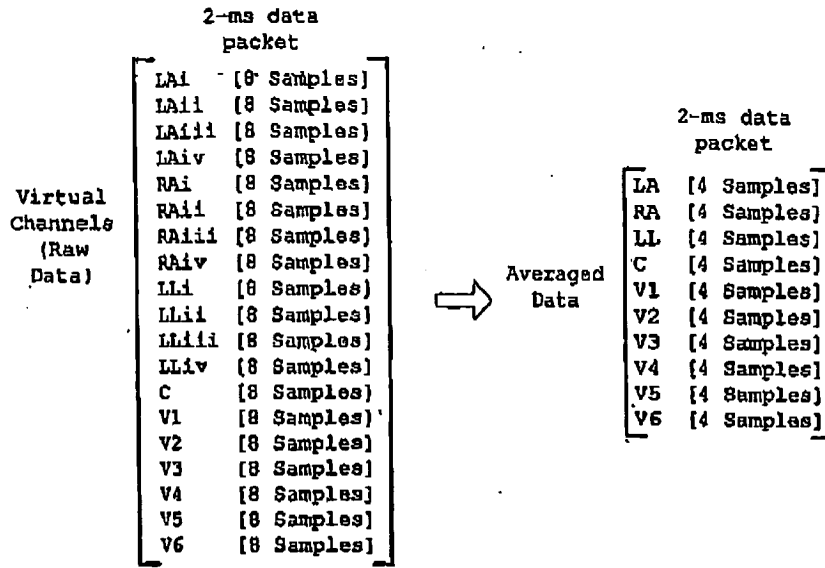 2-ms data
packet
Virtual
Channels
(Raw
Data)
LAi [8 Samples]
LAii [8 Samples]
LAiii [8 Samples]
LAiv [8 Samples]
RAi [8 Samples]
RAii [8 Samples]
RAiii [8 Samples]
RAiv [8 Samples]
LLi [8 Samples]
LLii [8 Samples]
LLiii [8 Samples]
LLiv [8 Samples]
C [8 Samples]
V1 [8 Samples]
V2 [8 Samples]
V3 [8 Samples]
V4 [8 Samples]
V5 [8 Samples]
V6 [8 Samples]
Averaged
Data
2-ms data
packet
LA [4 Samples]
RA [4 Samples]
LL [4 Samples]
C [4 Samples]
V1 [4 Samples]
V2 [4 Samples]
V3 [4 Samples]
V4 [4 Samples]
V5 [4 Samples]
V6 [4 Samples]